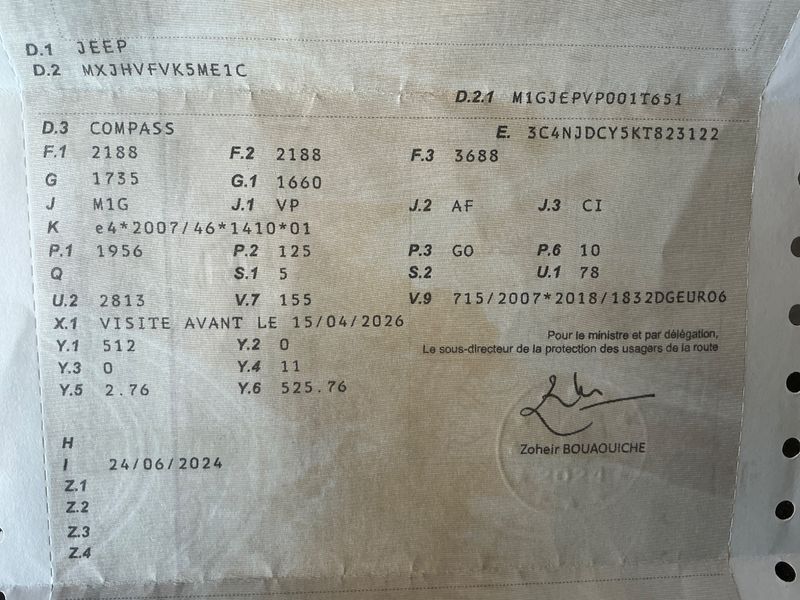 D.1 JEEP
D.2 MXJHVFVK5ME1C
D.2.1 M1GJEPVP001T651
D.3 COMPASS E. 3C4NJDCY5KT823122
F.1 2188 F.2 2188 F.3 3688
G 1735 G.1 1660
J M1G J.1 VP J.2 AF J.3 CI
K e4*2007/46*1410*01
P.1 1956 P.2 125 P.3 GO P.6 10
Q S.1 5 S.2 U.1 78
U.2 2813 V.7 155 V.9 715/2007*2018/1832DGEURO6
X.1 VISITE AVANT LE 15/04/2026
Y.1 512 Y.2 0
Y.3 0 Y.4 11
Y.5 2.76 Y.6 525.76
Pour le ministre et par délégation,
Le sous-directeur de la protection des usagers de la route
Zoheir BOUAOUICHE
H
I 24/06/2024
Z.1
Z.2
Z.3
Z.4